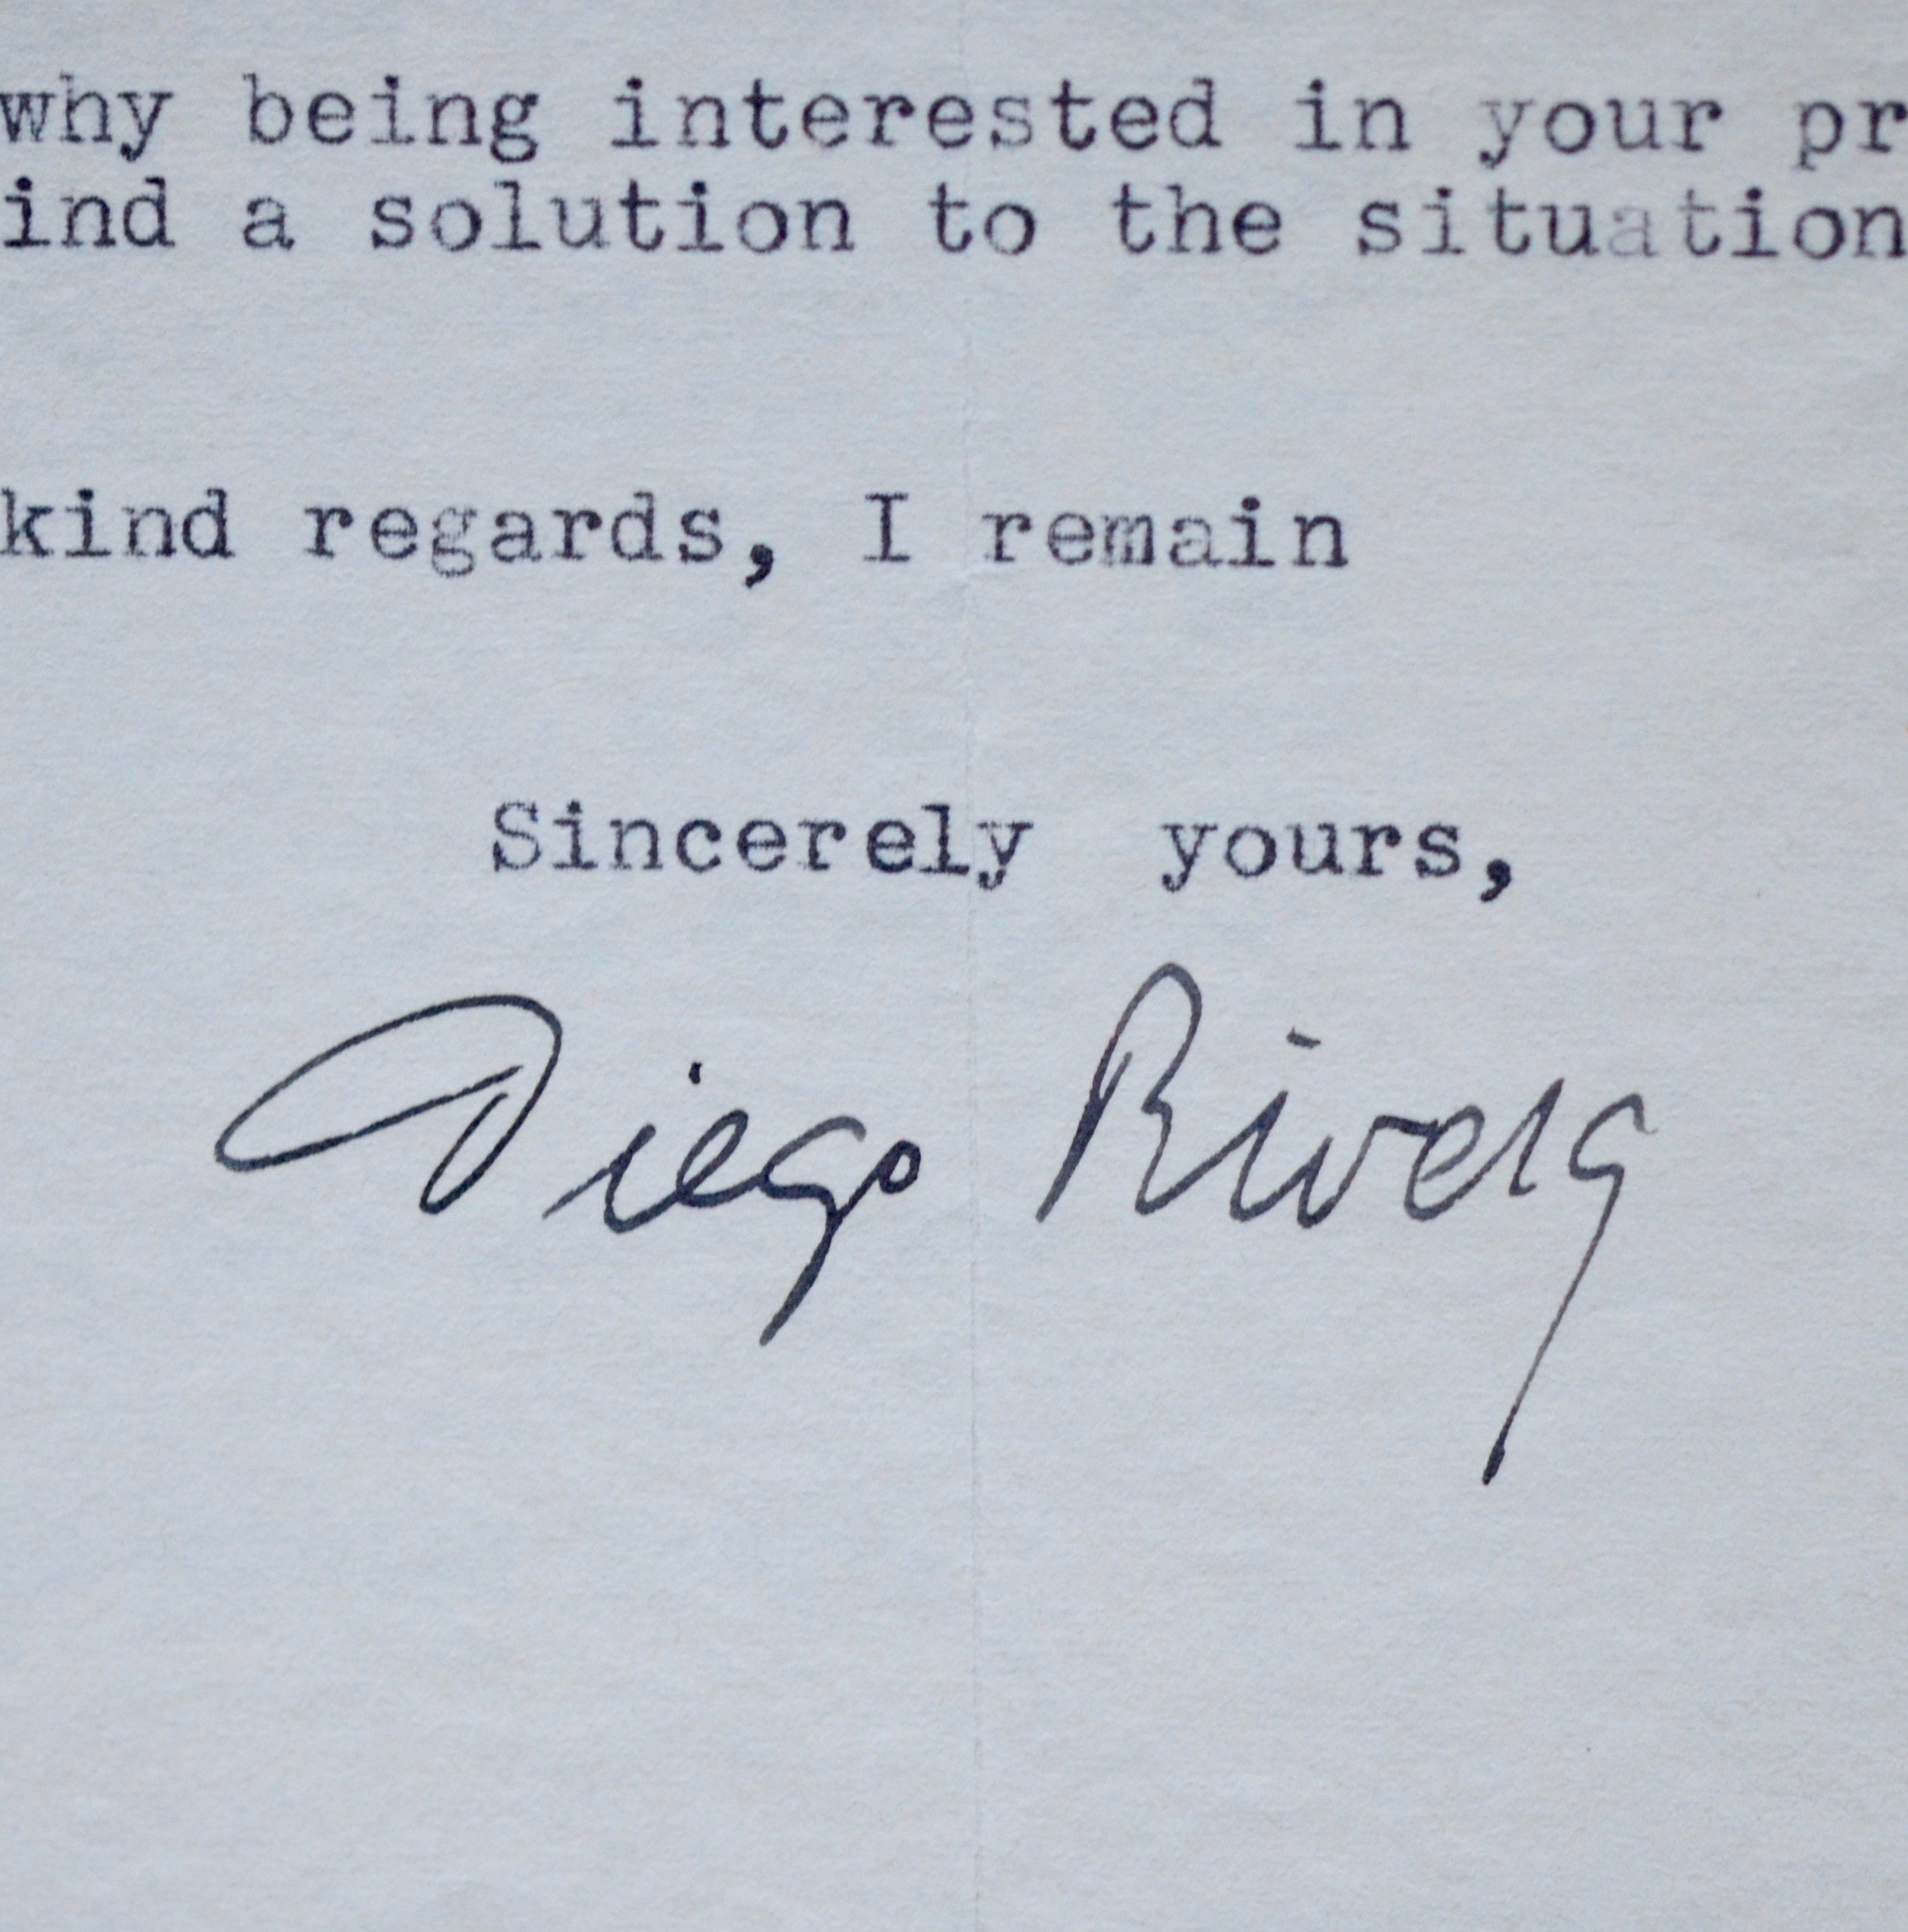 why being interested in your pr
ind a solution to the situation
kind regards, I remain
Sincerely yours,
Diego Rivera